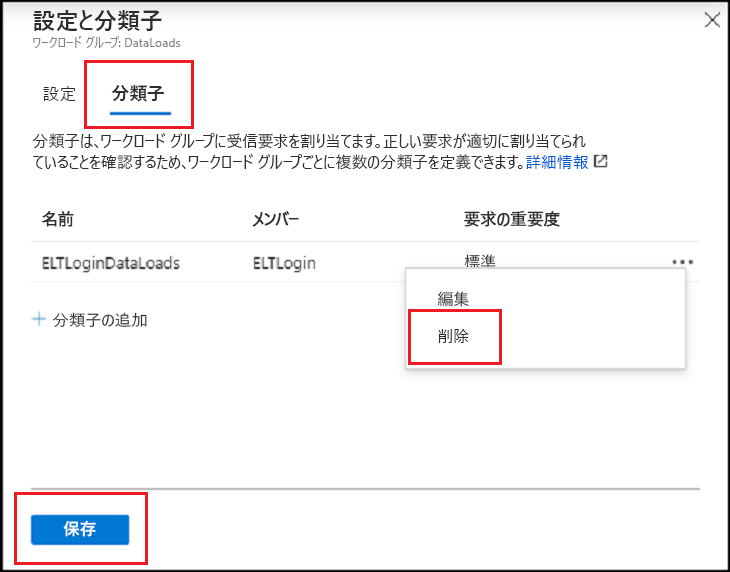 設定と分類子
ワークロード グループ: DataLoads
設定 分類子
分類子は、ワークロード グループに受信要求を割り当てます。正しい要求が適切に割り当てられ
ていることを確認するため、ワークロード グループごとに複数の分類子を定義できます。詳細情報
名前 メンバー 要求の重要度
ELTLoginDataLoads ELTLogin 標準
編集
+ 分類子の追加
削除
保存